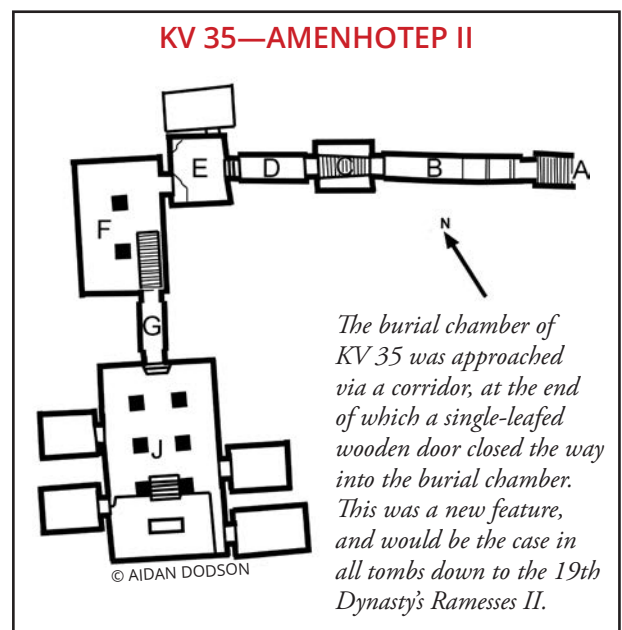 KV 35—AMENHOTEP II
E
D
C
B
A
F
N
G
The burial chamber of
KV 35 was approached
via a corridor, at the end
of which a single-leafed
wooden door closed the way
into the burial chamber.
This was a new feature,
and would be the case in
all tombs down to the 19th
Dynasty’s Ramesses II.
J
© AIDAN DODSON